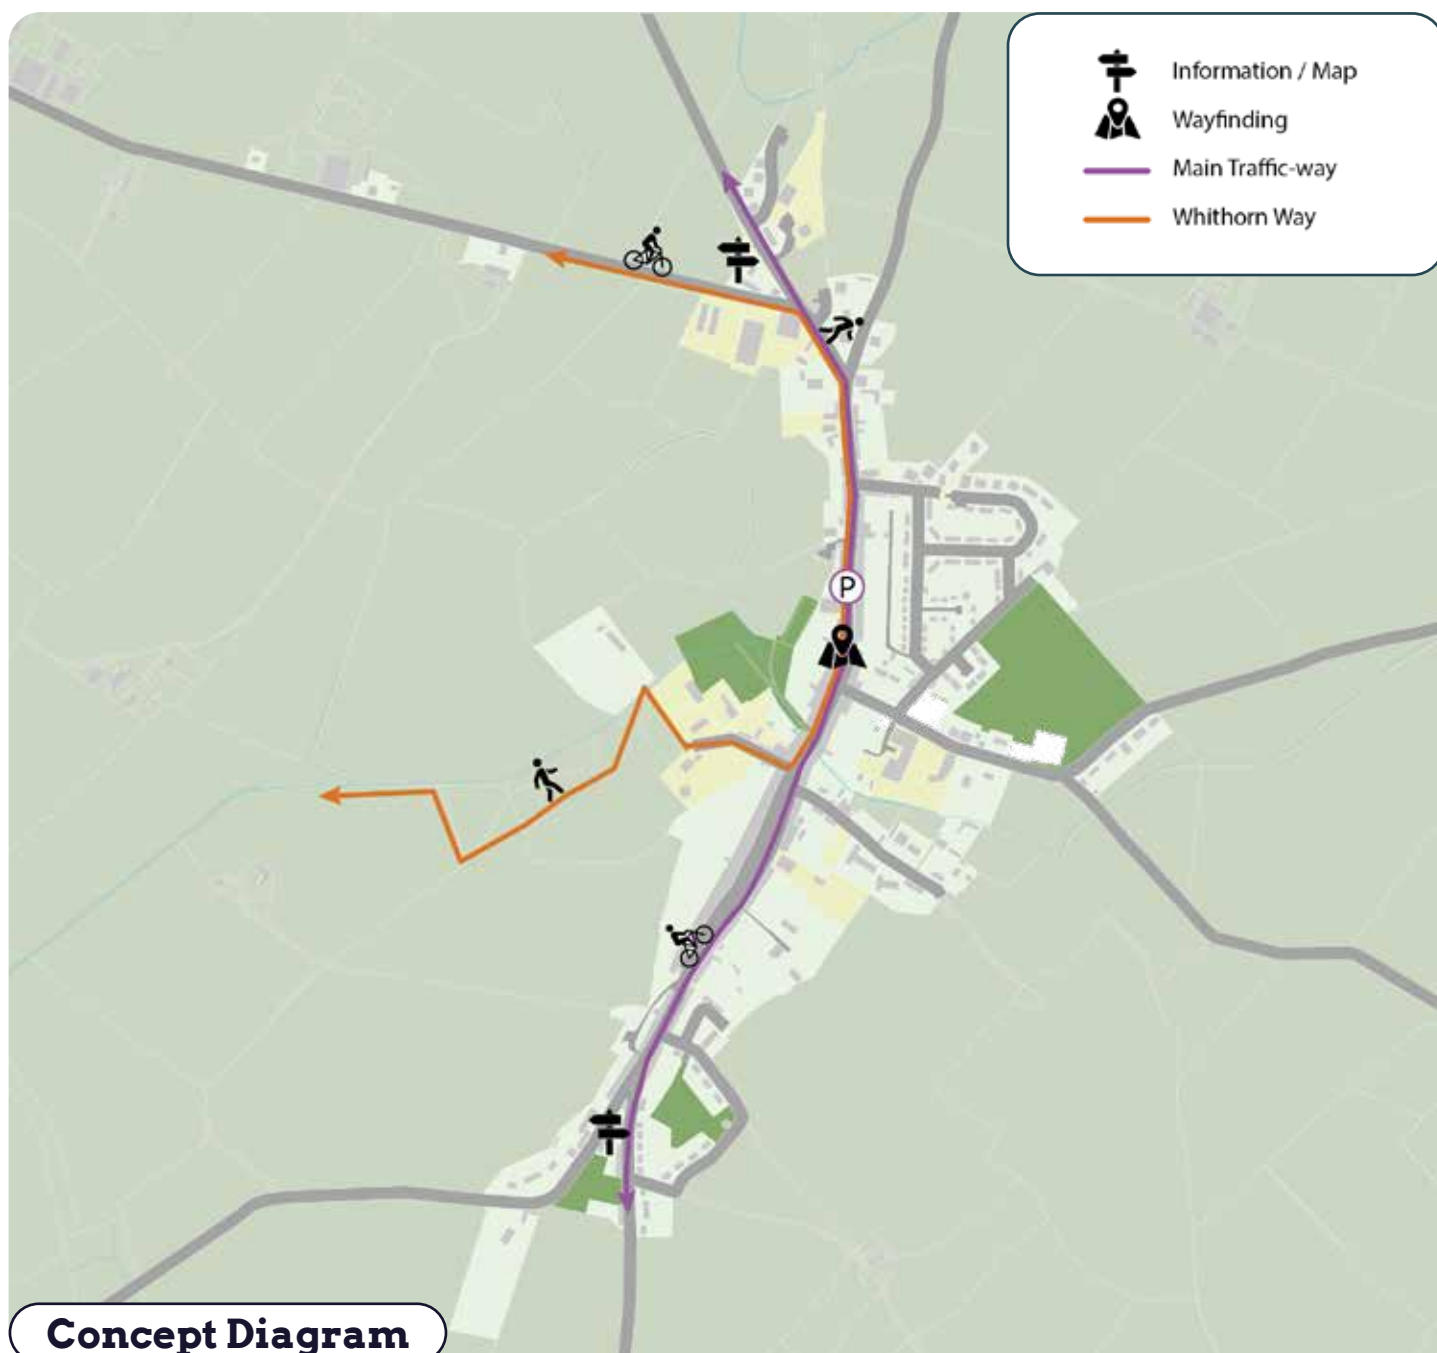 Information / Map
Wayfinding
Main Traffic-way
Whithorn Way
P
Concept Diagram